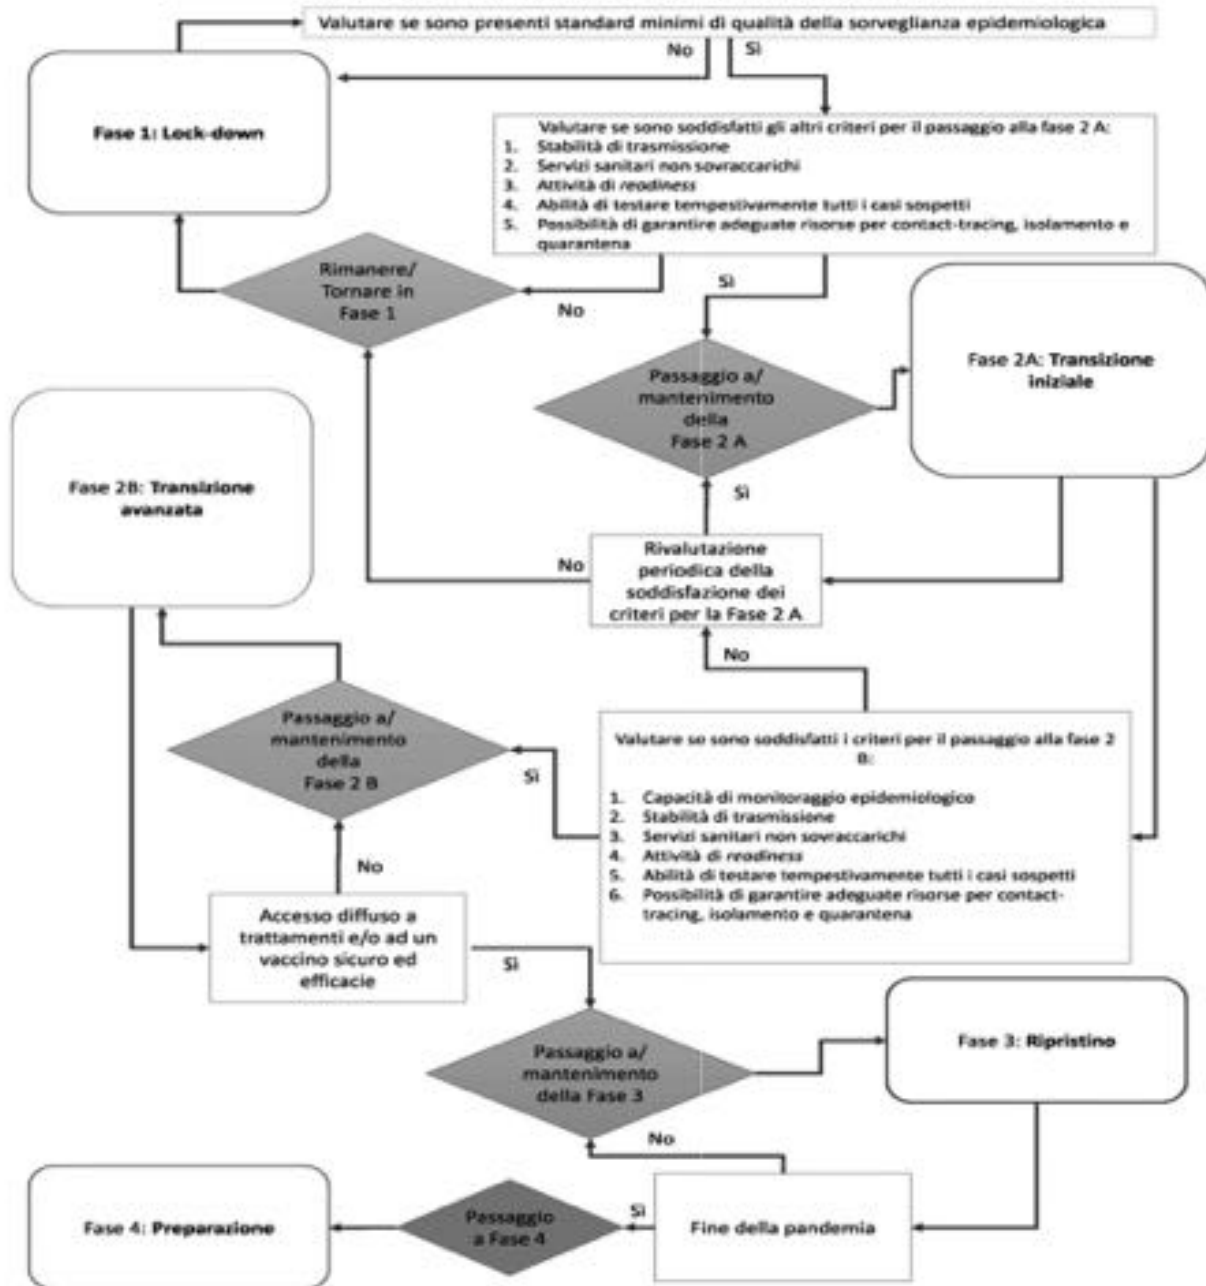 Valutare se sono presenti standard minimi di qualità della sorveglianza epidemiologica
No
Sì
Fase 1: Lock-down
Valutare se sono soddisfatti gli altri criteri per il passaggio alla fase 2 A:
1. Stabilità di trasmissione
2. Servizi sanitari non sovraccarichi
3. Attività di readiness
4. Abilità di testare tempestivamente tutti i casi sospetti
5. Possibilità di garantire adeguate risorse per contact-tracing, isolamento e
quarantena
Rimanere/
Tornare in
Fase 1
No
Sì
Passaggio a/
mantenimento
della
Fase 2 A
Fase 2A: Transizione
iniziale
Sì
Fase 2B: Transizione
avanzata
No
Rivalutazione
periodica della
soddisfazione dei
criteri per la Fase 2 A
No
Passaggio a/
mantenimento
della
Fase 2 B
Sì
Valutare se sono soddisfatti i criteri per il passaggio alla fase 2
B:
1. Capacità di monitoraggio epidemiologico
2. Stabilità di trasmissione
3. Servizi sanitari non sovraccarichi
4. Attività di readiness
5. Abilità di testare tempestivamente tutti i casi sospetti
6. Possibilità di garantire adeguate risorse per contact-
tracing, isolamento e quarantena
No
Accesso diffuso a
trattamenti e/o ad un
vaccino sicuro ed
efficacie
Sì
Passaggio a/
mantenimento
della Fase 3
Fase 3: Ripristino
No
Fase 4: Preparazione
Passaggio
a Fase 4
Sì
Fine della pandemia